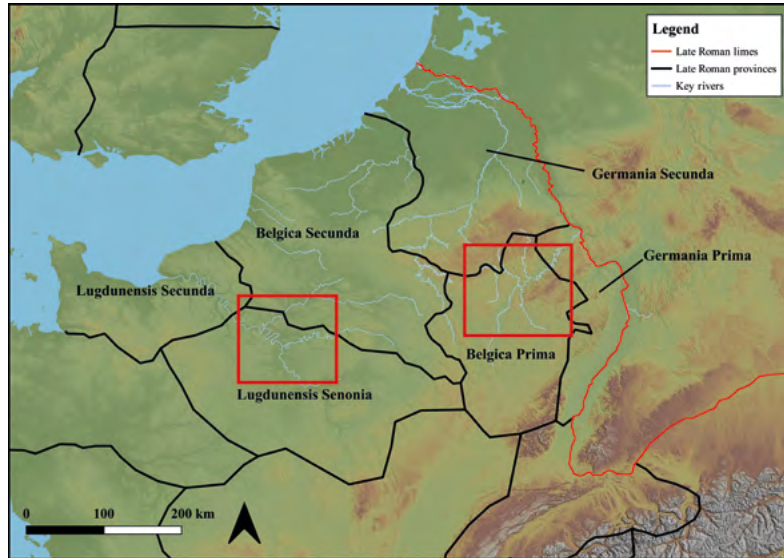 Legend
Late Roman limes
Late Roman provinces
Key rivers
Germania Secunda
Belgica Secunda
Germania Prima
Lugdunensis Secunda
Belgica Prima
Lugdunensis Senonia
0 100 200 km